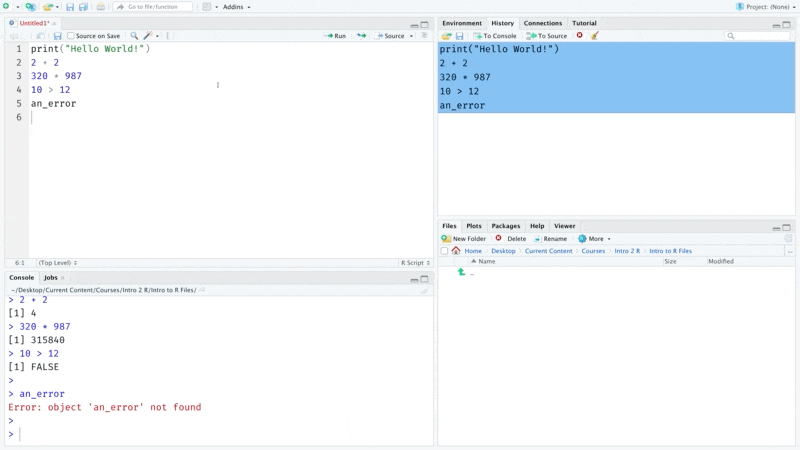 Go to file/function
Addins
Project: (None)
Untitled1*
Source on Save
Run
Source
1 print("Hello World!")
2 2 + 2
3 320 * 987
4 10 > 12
5 an_error
6
6:1 (Top Level) R Script
Console Jobs
~/Desktop/Current Content/Courses/Intro 2 R/Intro to R Files/
> 2 + 2
[1] 4
> 320 * 987
[1] 315840
> 10 > 12
[1] FALSE
>
> an_error
Error: object 'an_error' not found
>
>
Environment History Connections Tutorial
To Console To Source
print("Hello World!")
2 + 2
320 * 987
10 > 12
an_error
Files Plots Packages Help Viewer
New Folder Delete Rename More
Home Desktop Current Content Courses Intro 2 R Intro to R Files ...
Name Size Modified
..